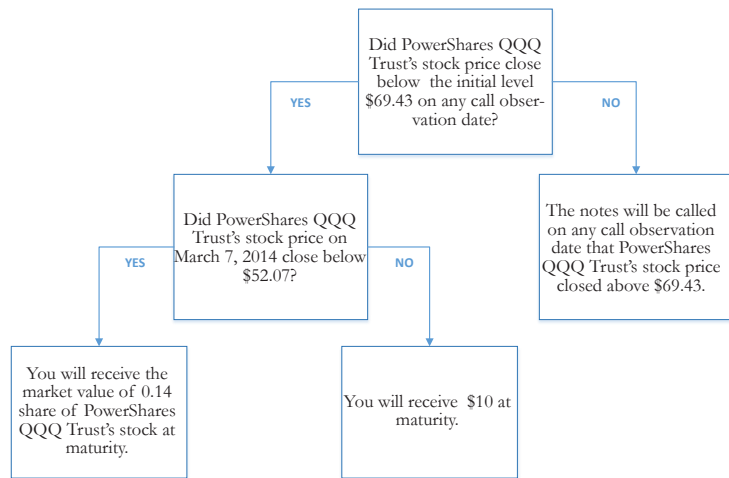 Did PowerShares QQQ
Trust's stock price close
below the initial level
$69.43 on any call obser-
vation date?
YES
NO
Did PowerShares QQQ
Trust's stock price on
March 7, 2014 close below
$52.07?
The notes will be called
on any call observation
date that PowerShares
QQQ Trust's stock price
closed above $69.43.
YES
NO
You will receive the
market value of 0.14
share of PowerShares
QQQ Trust's stock at
maturity.
You will receive $10 at
maturity.